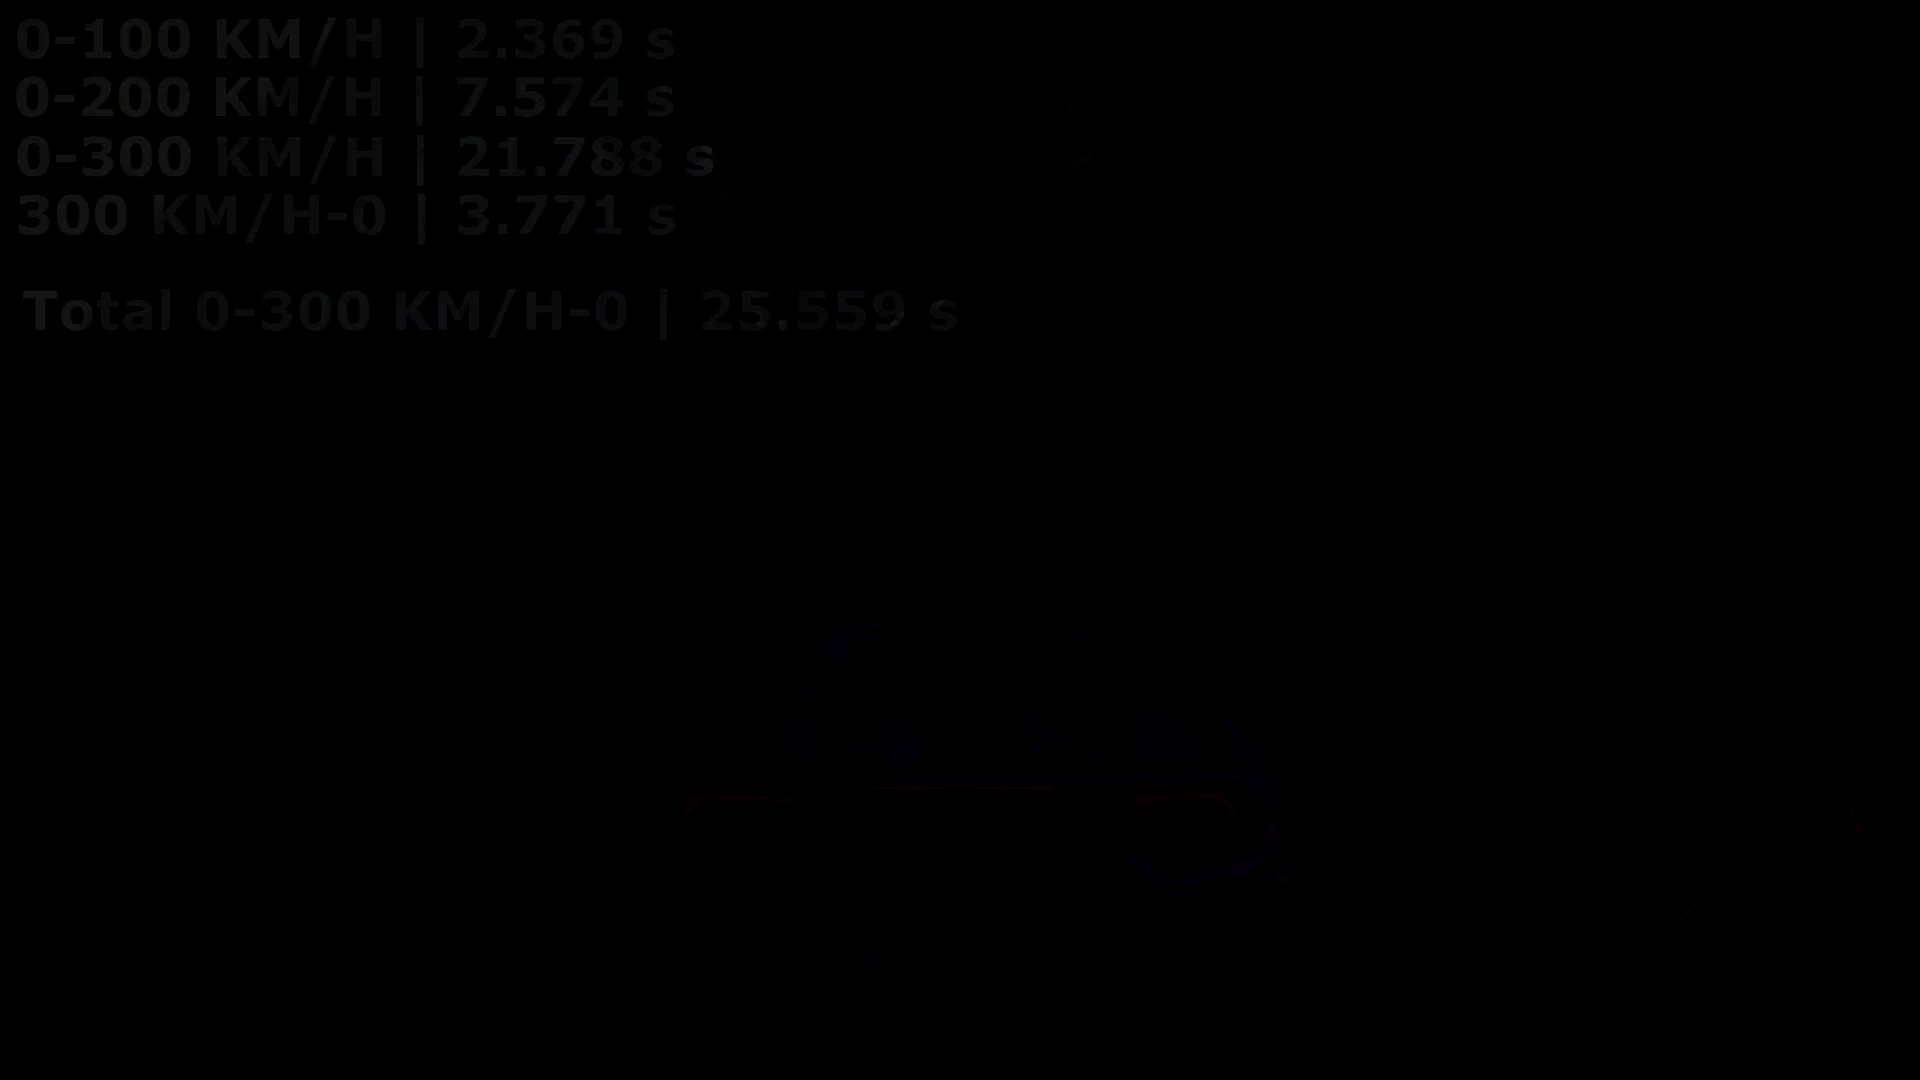 0-100 KM/H | 2.369 s
0-200 KM/H | 7.574 s
0-300 KM/H | 21.788 s
300 KM/H-0 | 3.771 s
Total 0-300 KM/H-0 | 25.559 s